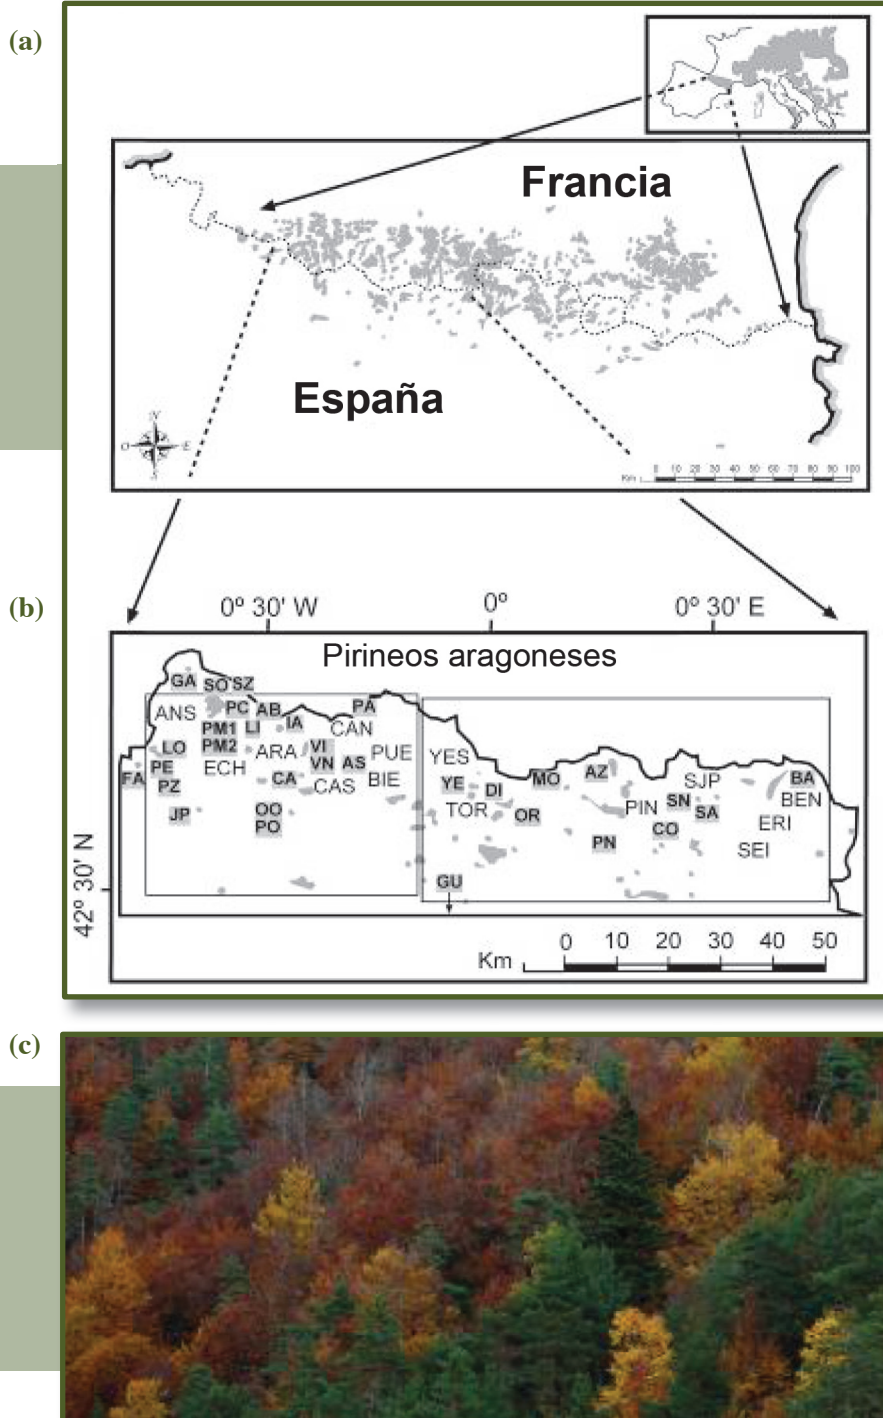 (a)
Francia
España
N
O E
S
Km 0 10 20 30 40 50 60 70 80 90 100
(b)
0º 30' W 0º 0º 30' E
Pirineos aragoneses
GA SO SZ
ANS PC AB PA
PM1 LI IA CAN
LO PM2 ARA VI PUE YES
FA PE ECH VN AS MO AZ SJP BA
PZ CA CAS BIE YE DI BEN
JP OO TOR OR PIN SN SA ERI
PO PN CO SEI
GU
42º 30' N
0 10 20 30 40 50
Km
(c)